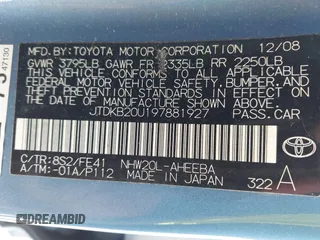 MFD.BY:TOYOTA MOTOR CORPORATION 12/08
GVWR 3795LB GAWR FR 2335LB RR 2250LB
THIS VEHICLE CONFORMS TO ALL APPLICABLE
FEDERAL MOTOR VEHICLE SAFETY, BUMPER, AND
THEFT PREVENTION STANDARDS IN EFFECT ON THE
DATE OF MANUFACTURE SHOWN ABOVE.
JTDKB20U197881927 PASS.CAR
C/TR:8S2/FE41 NHW20L-AHEEBA
A/TM:-01A/P112 MADE IN JAPAN
322 A
TOYOTA
47130
DREAMBID